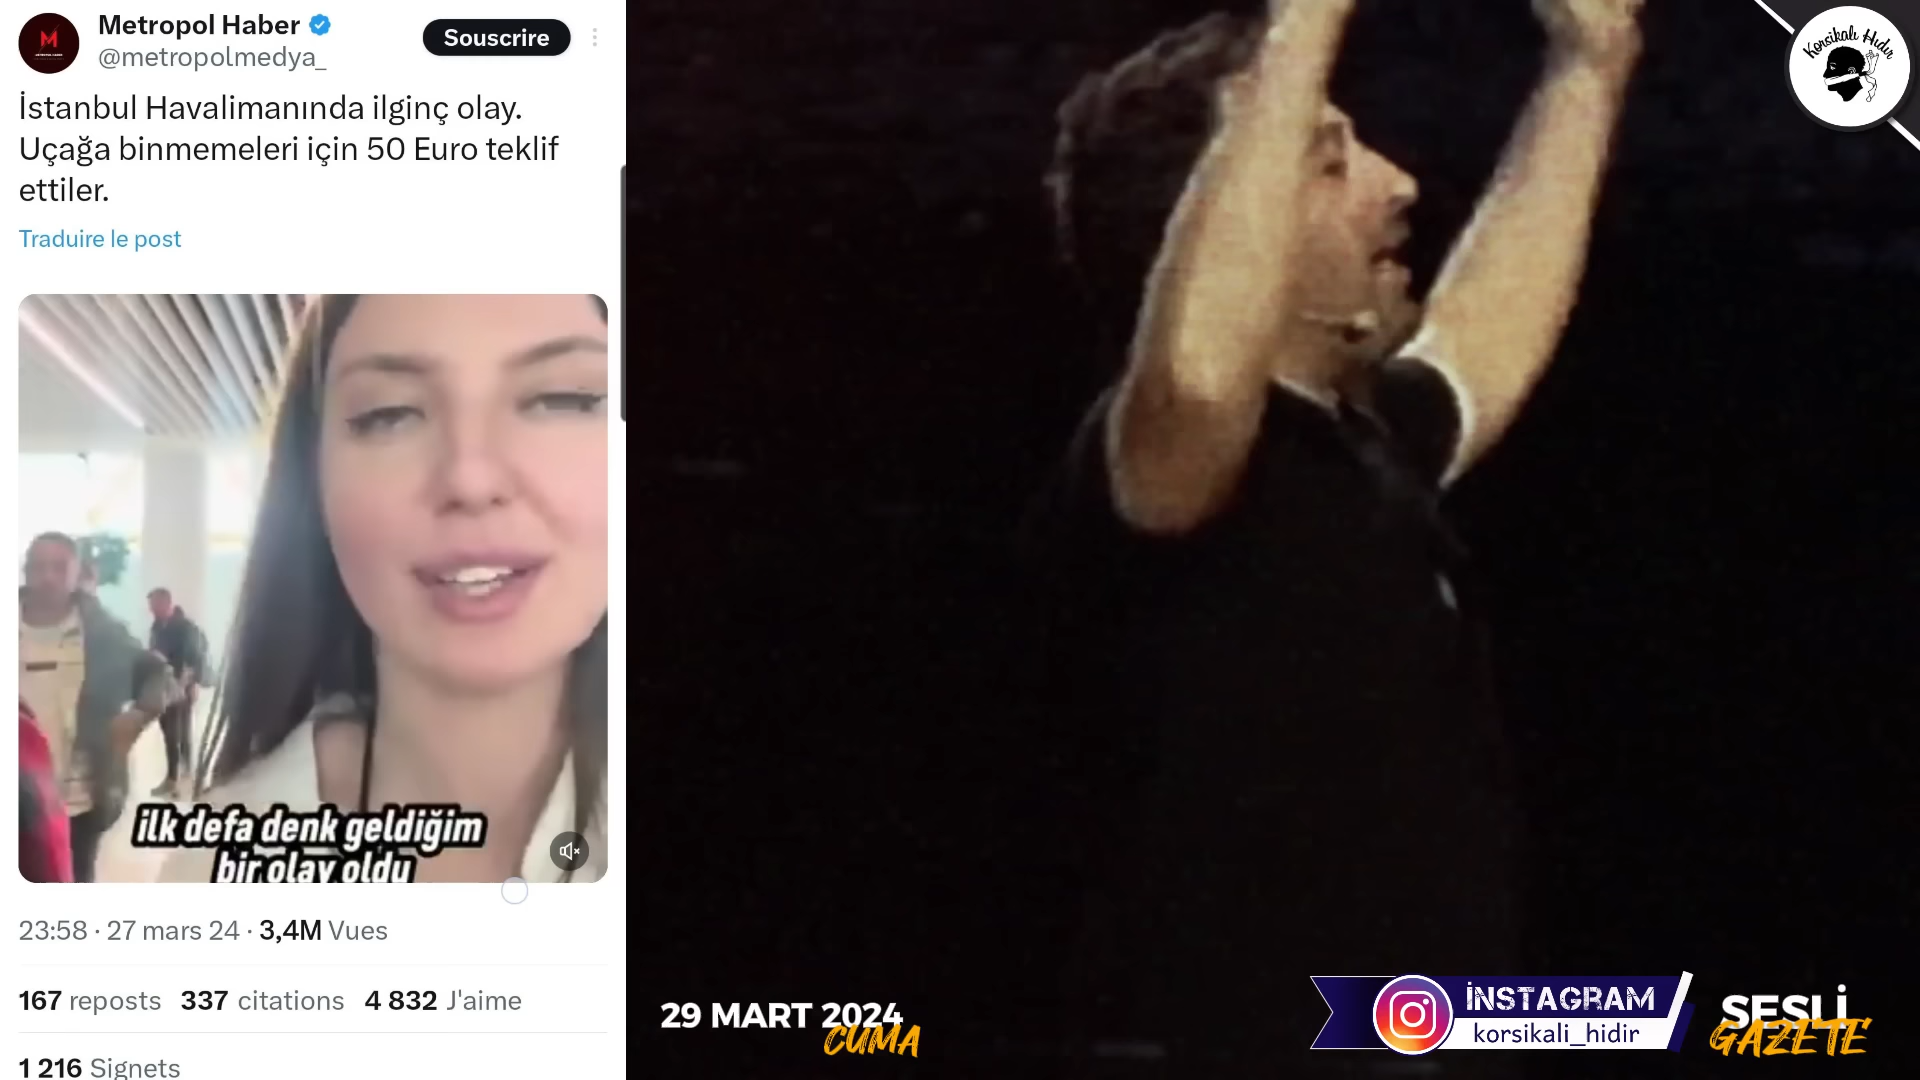 Metropol Haber
@metropolmedya_
Souscrire
İstanbul Havalimanında ilginç olay.
Uçağa binmemeleri için 50 Euro teklif
ettiler.
Traduire le post
ilk defa denk geldiğim
bir olay oldu
23:58 · 27 mars 24 · 3,4M Vues
167 reposts 337 citations 4 832 J'aime
1 216 Signets
Korsikalı Hıdır
29 MART 2024
CUMA
İNSTAGRAM
korsikali_hidir
SESLİ
GAZETE